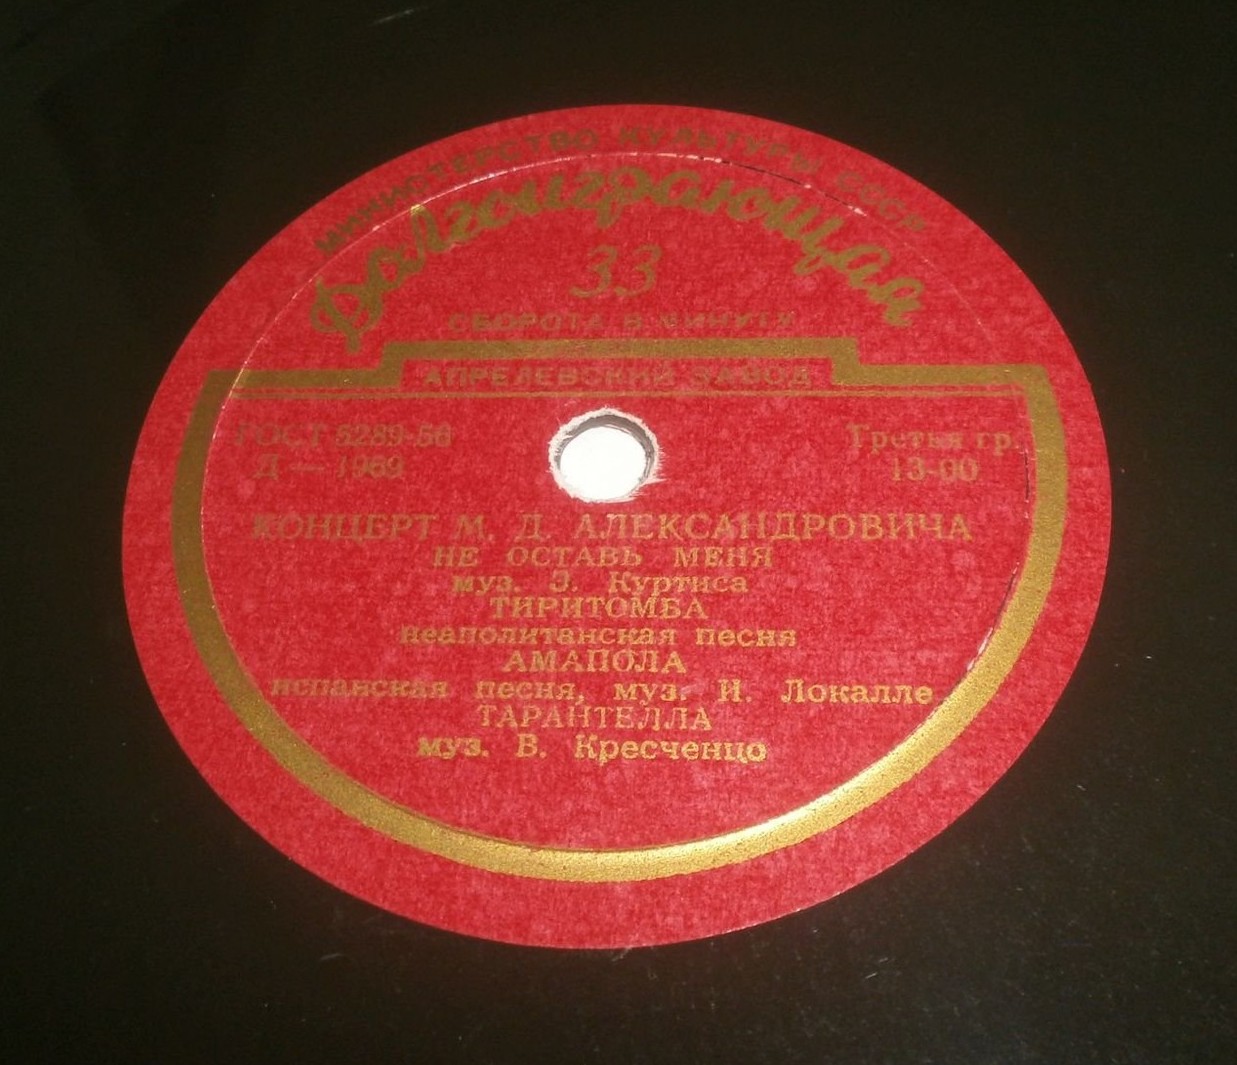 МИНИСТЕРСТВО КУЛЬТУРЫ СССР
Долгоиграющая
33
ОБОРОТА В МИНУТУ
АПРЕЛЕВСКИЙ ЗАВОД
ГОСТ 5289-56
Д — 1969
Третья гр.
13-00
КОНЦЕРТ М. Д. АЛЕКСАНДРОВИЧА
НЕ ОСТАВЬ МЕНЯ
муз. Э. Куртиса
ТИРИТОМБА
неаполитанская песня
АМАПОЛА
испанская песня, муз. И. Локалле
ТАРАНТЕЛЛА
муз. В. Кресченцо